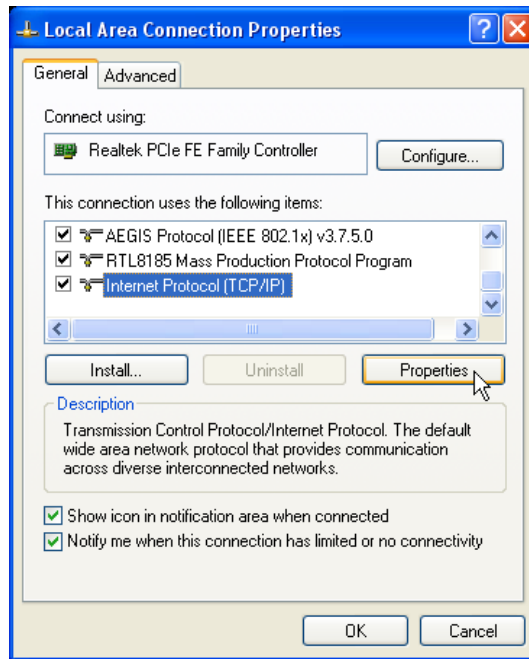 Local Area Connection Properties
General Advanced
Connect using:
Realtek PCIe FE Family Controller Configure...
This connection uses the following items:
AEGIS Protocol (IEEE 802.1x) v3.7.5.0
RTL8185 Mass Production Protocol Program
Internet Protocol (TCP/IP)
Install... Uninstall Properties
Description
Transmission Control Protocol/Internet Protocol. The default
wide area network protocol that provides communication
across diverse interconnected networks.
Show icon in notification area when connected
Notify me when this connection has limited or no connectivity
OK Cancel